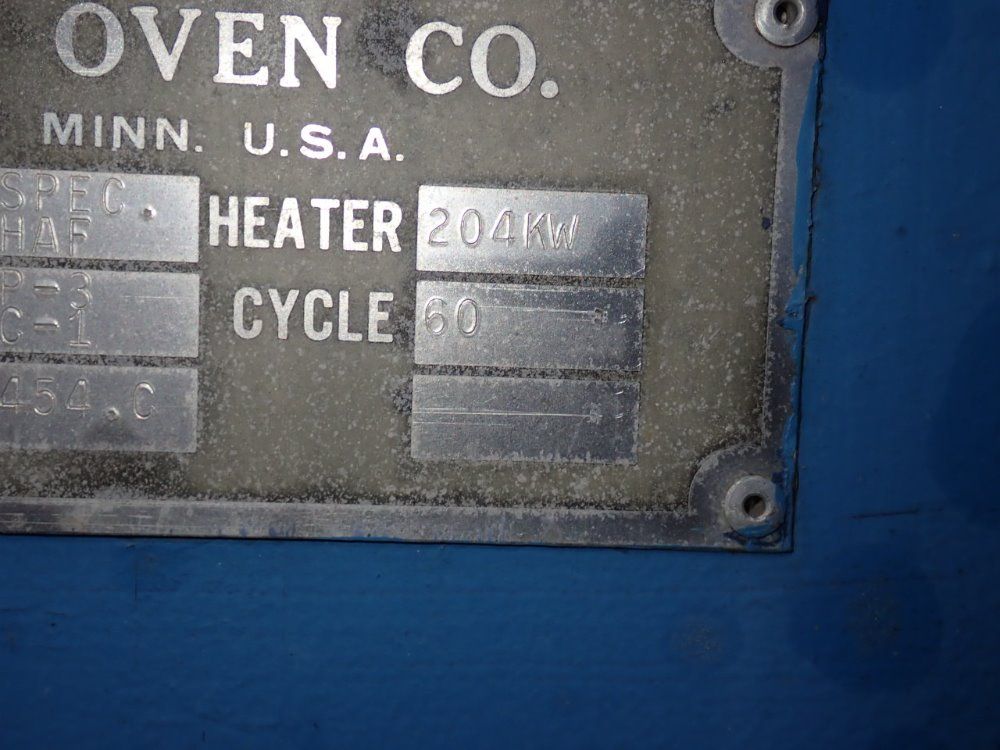 OVEN CO.
MINN. U.S.A.
SPEC. HEATER 204KW
HAF
P-3 CYCLE 60
C-1
454.C